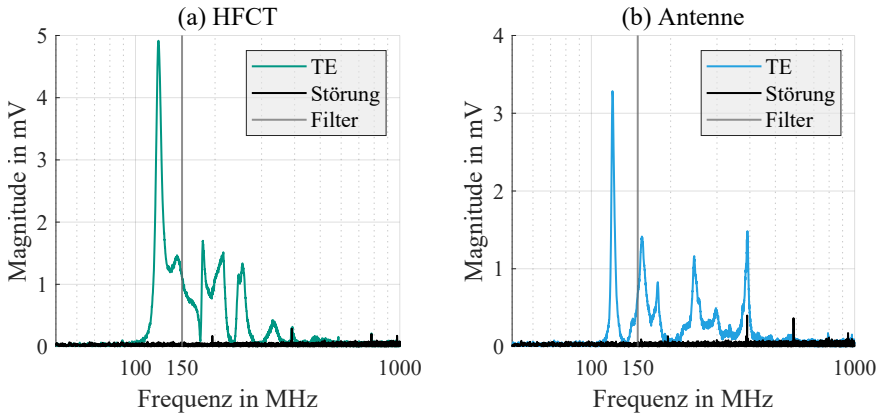 (a) HFCT
5
4
3
2
1
0
Magnitude in mV
TE
Störung
Filter
100 150 1000
Frequenz in MHz
(b) Antenne
4
3
2
1
0
Magnitude in mV
TE
Störung
Filter
100 150 1000
Frequenz in MHz